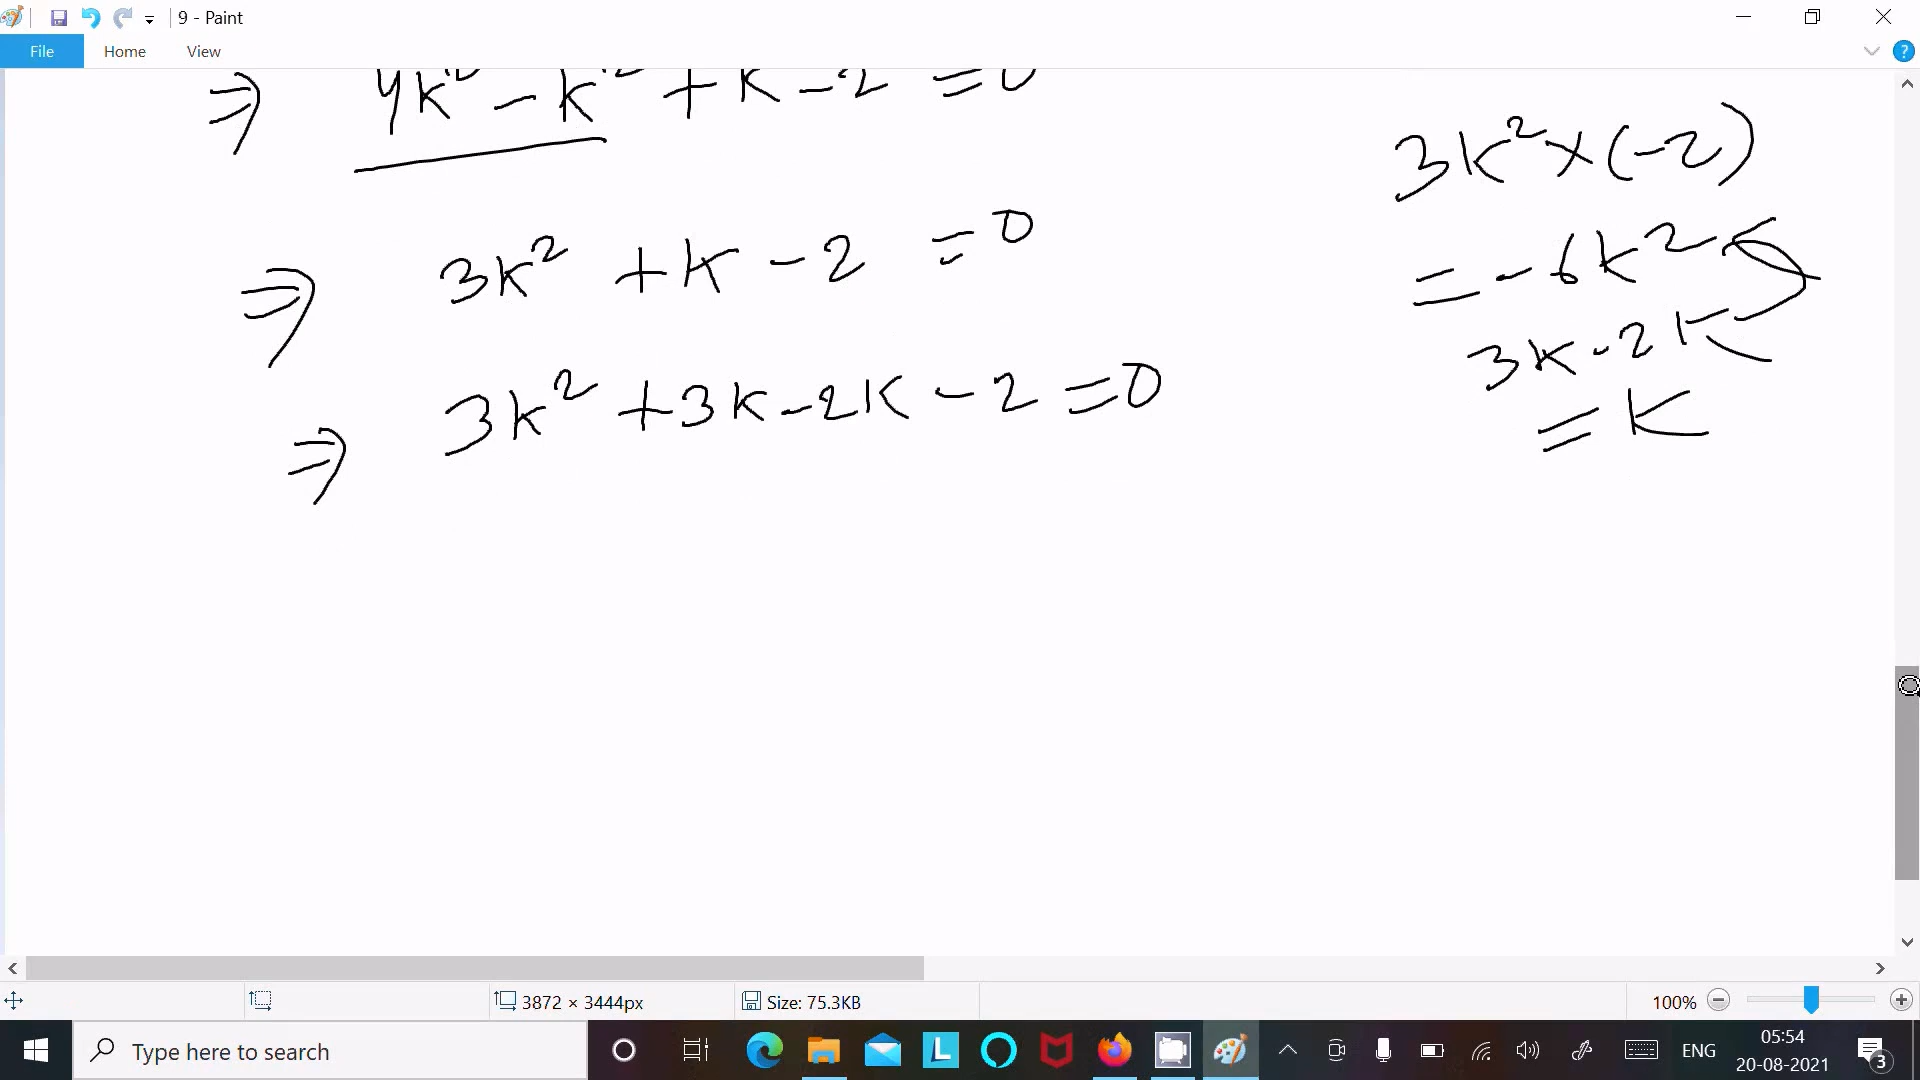 9 - Paint
File Home View
⇒ 4k² - k² + k - 2 = 0
⇒ 3k² + k - 2 = 0
⇒ 3k² + 3k - 2k - 2 = 0
3k² × (-2)
= - 6k²
3k - 2k
= k
3872 × 3444px Size: 75.3KB 100%
Type here to search ENG 05:54
20-08-2021 3